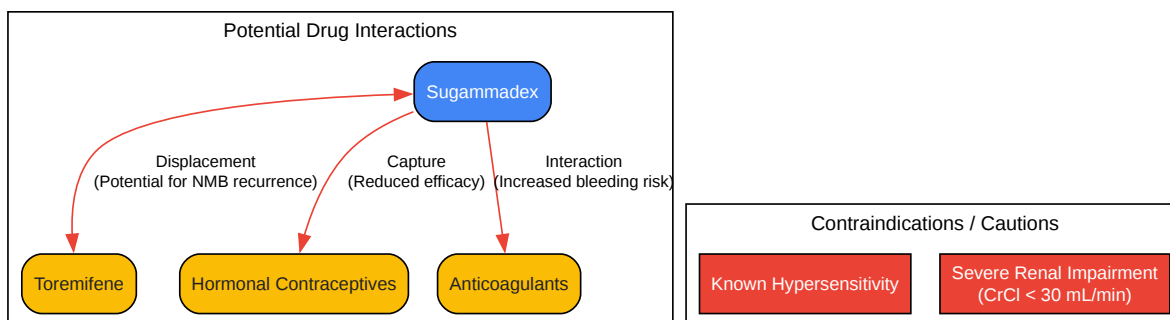 Potential Drug Interactions
Sugammadex
Displacement
(Potential for NMB recurrence)
Capture
(Reduced efficacy)
Interaction
(Increased bleeding risk)
Toremifene
Hormonal Contraceptives
Anticoagulants
Contraindications / Cautions
Known Hypersensitivity
Severe Renal Impairment
(CrCl < 30 mL/min)